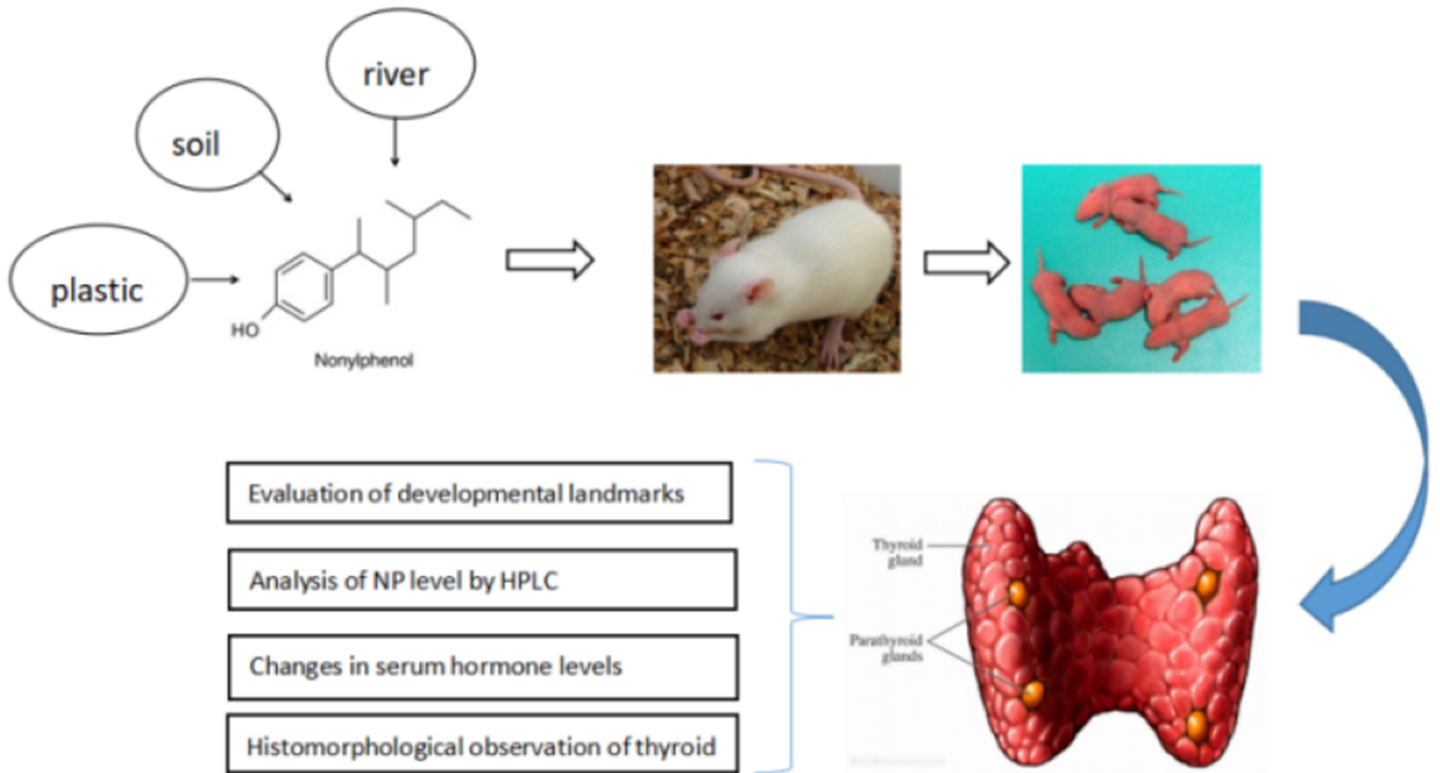 river
soil
plastic
HO
Nonylphenol
Evaluation of developmental landmarks
Analysis of NP level by HPLC
Changes in serum hormone levels
Histomorphological observation of thyroid
Thyroid
gland
Parathyroid
glands